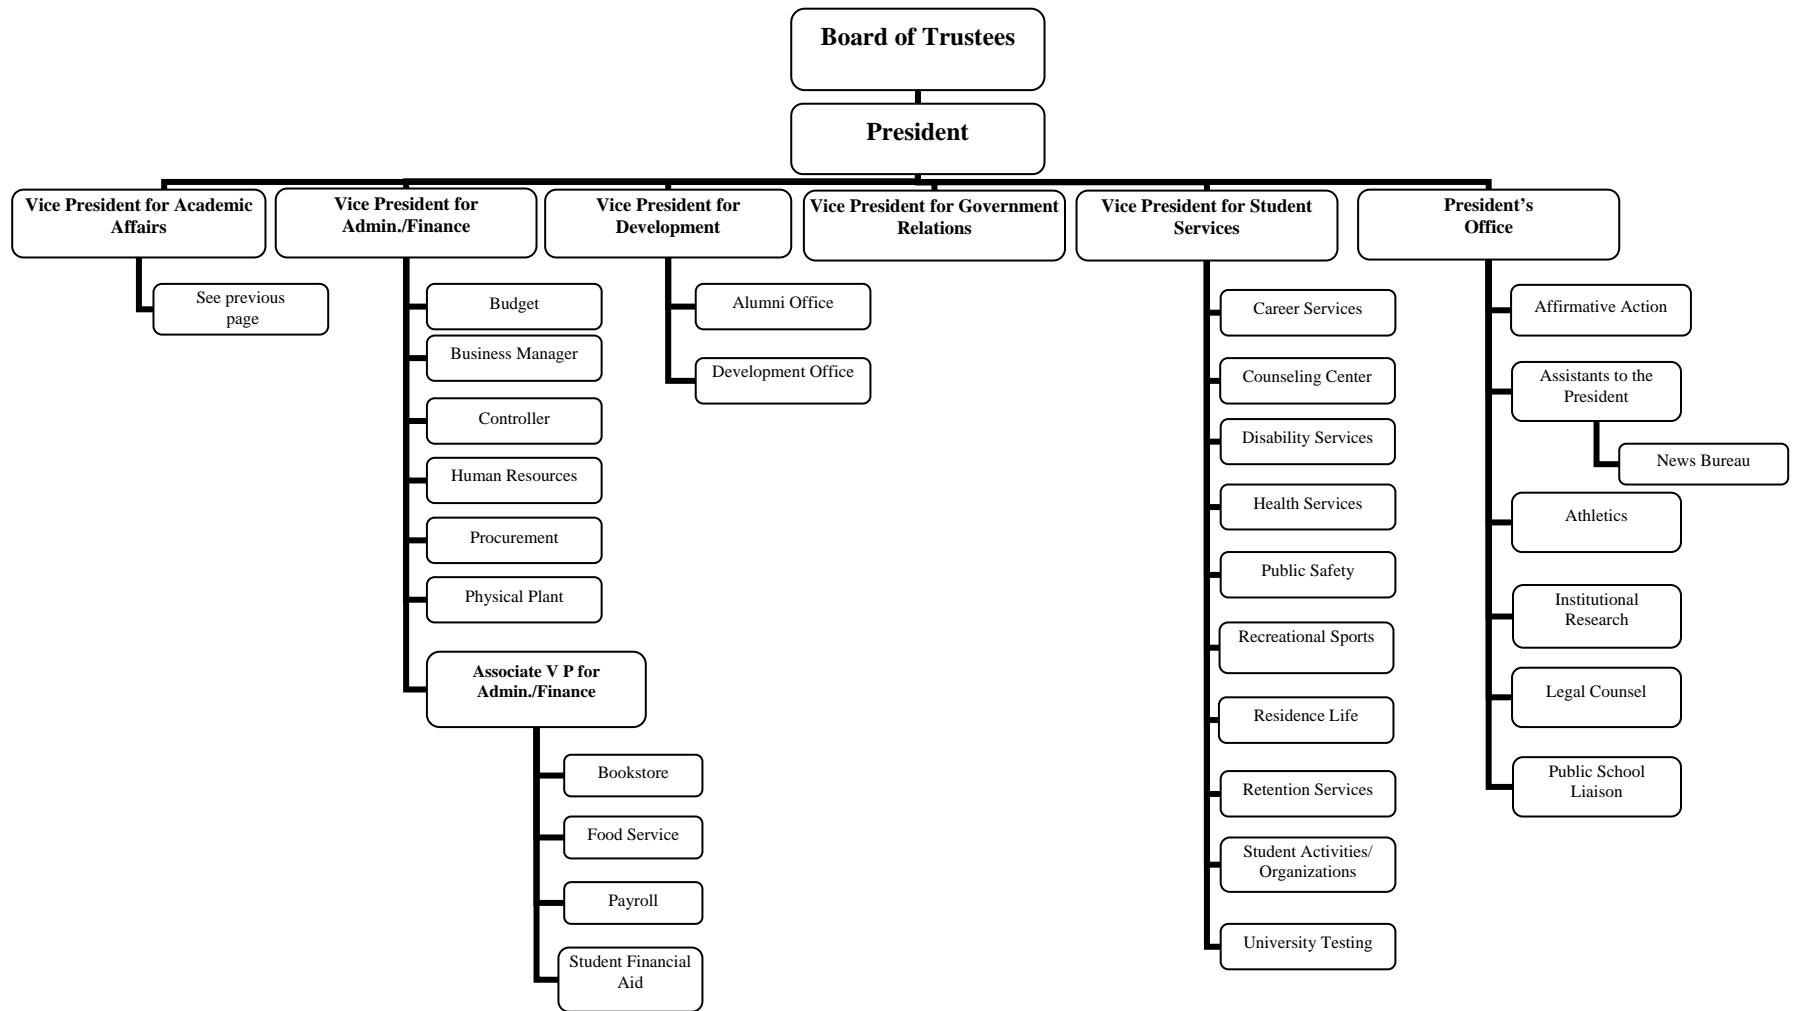 Board of Trustees
President
Vice President for Academic
Affairs
Vice President for
Admin./Finance
Vice President for
Development
Vice President for Government
Relations
Vice President for Student
Services
President’s
Office
See previous
page
Budget
Business Manager
Controller
Human Resources
Procurement
Physical Plant
Associate V P for
Admin./Finance
Bookstore
Food Service
Payroll
Student Financial
Aid
Alumni Office
Development Office
Career Services
Counseling Center
Disability Services
Health Services
Public Safety
Recreational Sports
Residence Life
Retention Services
Student Activities/
Organizations
University Testing
Affirmative Action
Assistants to the
President
News Bureau
Athletics
Institutional
Research
Legal Counsel
Public School
Liaison